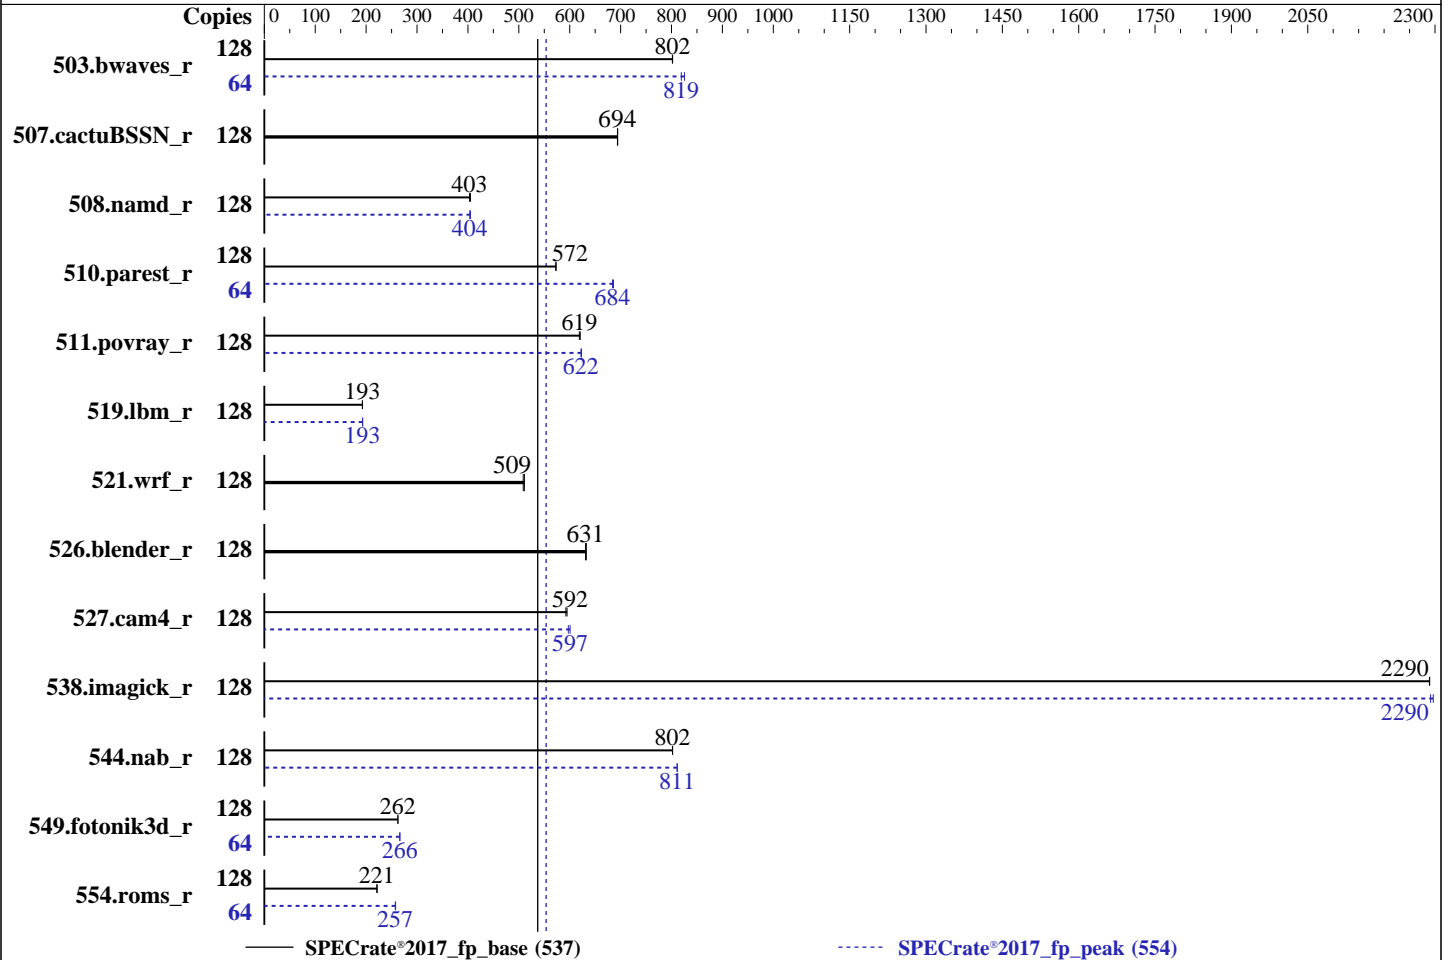 Copies 0 100 200 300 400 500 600 700 800 900 1000 1150 1300 1450 1600 1750 1900 2050 2300
503.bwaves_r 128 802
64 819
507.cactuBSSN_r 128 694
508.namd_r 128 403
404
510.parest_r 128 572
64 684
511.povray_r 128 619
622
519.lbm_r 128 193
193
521.wrf_r 128 509
526.blender_r 128 631
527.cam4_r 128 592
597
538.imagick_r 128 2290
2290
544.nab_r 128 802
811
549.fotonik3d_r 128 262
64 266
554.roms_r 128 221
64 257
SPECrate®2017_fp_base (537) SPECrate®2017_fp_peak (554)